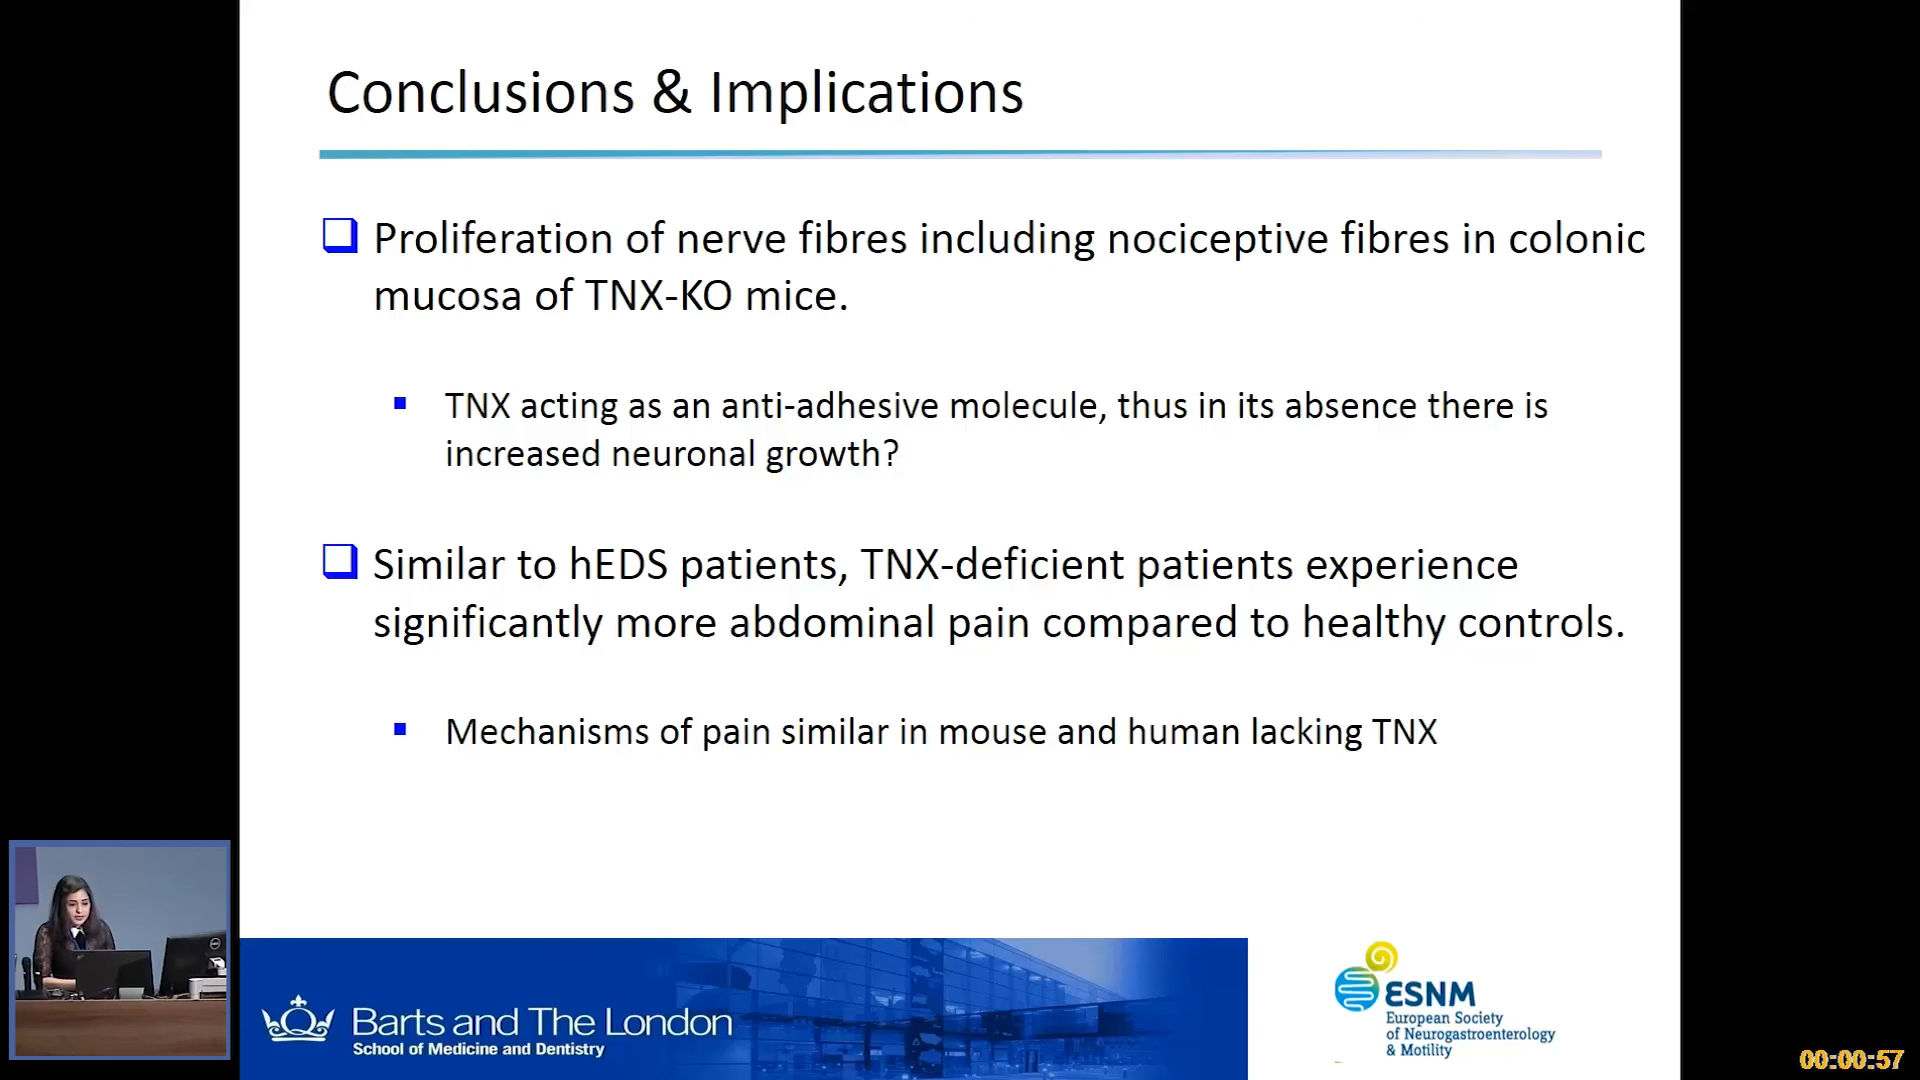 Conclusions & Implications
Proliferation of nerve fibres including nociceptive fibres in colonic
mucosa of TNX-KO mice.
TNX acting as an anti-adhesive molecule, thus in its absence there is
increased neuronal growth?
Similar to hEDS patients, TNX-deficient patients experience
significantly more abdominal pain compared to healthy controls.
Mechanisms of pain similar in mouse and human lacking TNX
Barts and The London
School of Medicine and Dentistry
ESNM
European Society
of Neurogastroenterology
& Motility
00:00:57